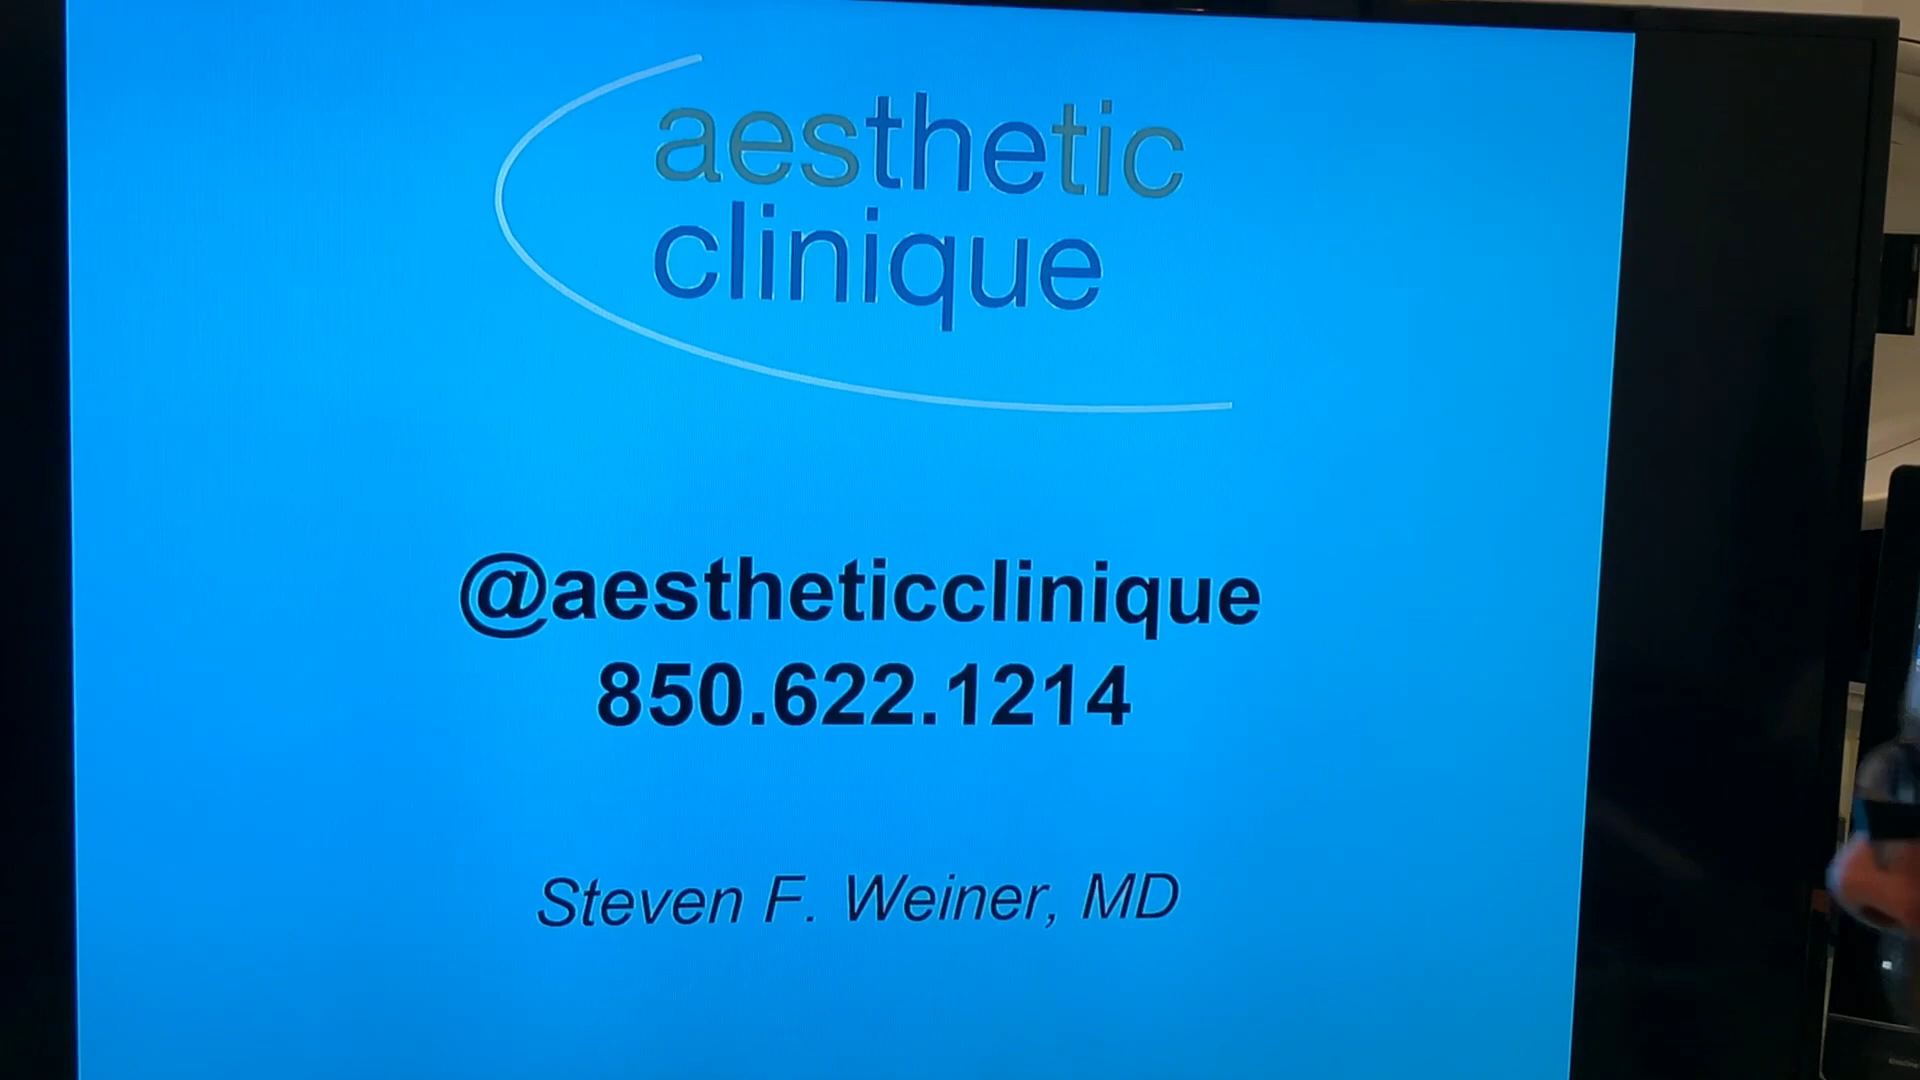 aesthetic
clinique
@aestheticclinique
850.622.1214
Steven F. Weiner, MD